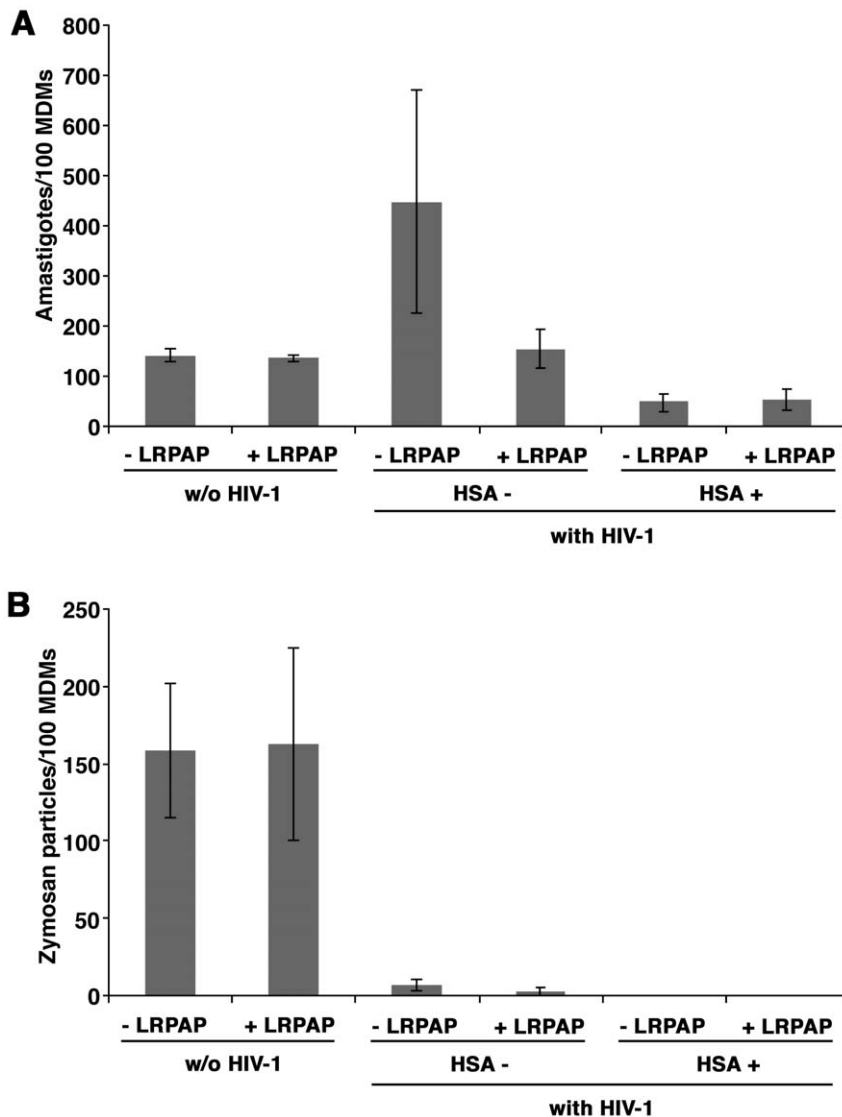 A
Amastigotes/100 MDMs
800
700
600
500
400
300
200
100
0
- LRPAP + LRPAP - LRPAP + LRPAP - LRPAP + LRPAP
w/o HIV-1 HSA - HSA +
with HIV-1
B
Zymosan particles/100 MDMs
250
200
150
100
50
0
- LRPAP + LRPAP - LRPAP + LRPAP - LRPAP + LRPAP
w/o HIV-1 HSA - HSA +
with HIV-1